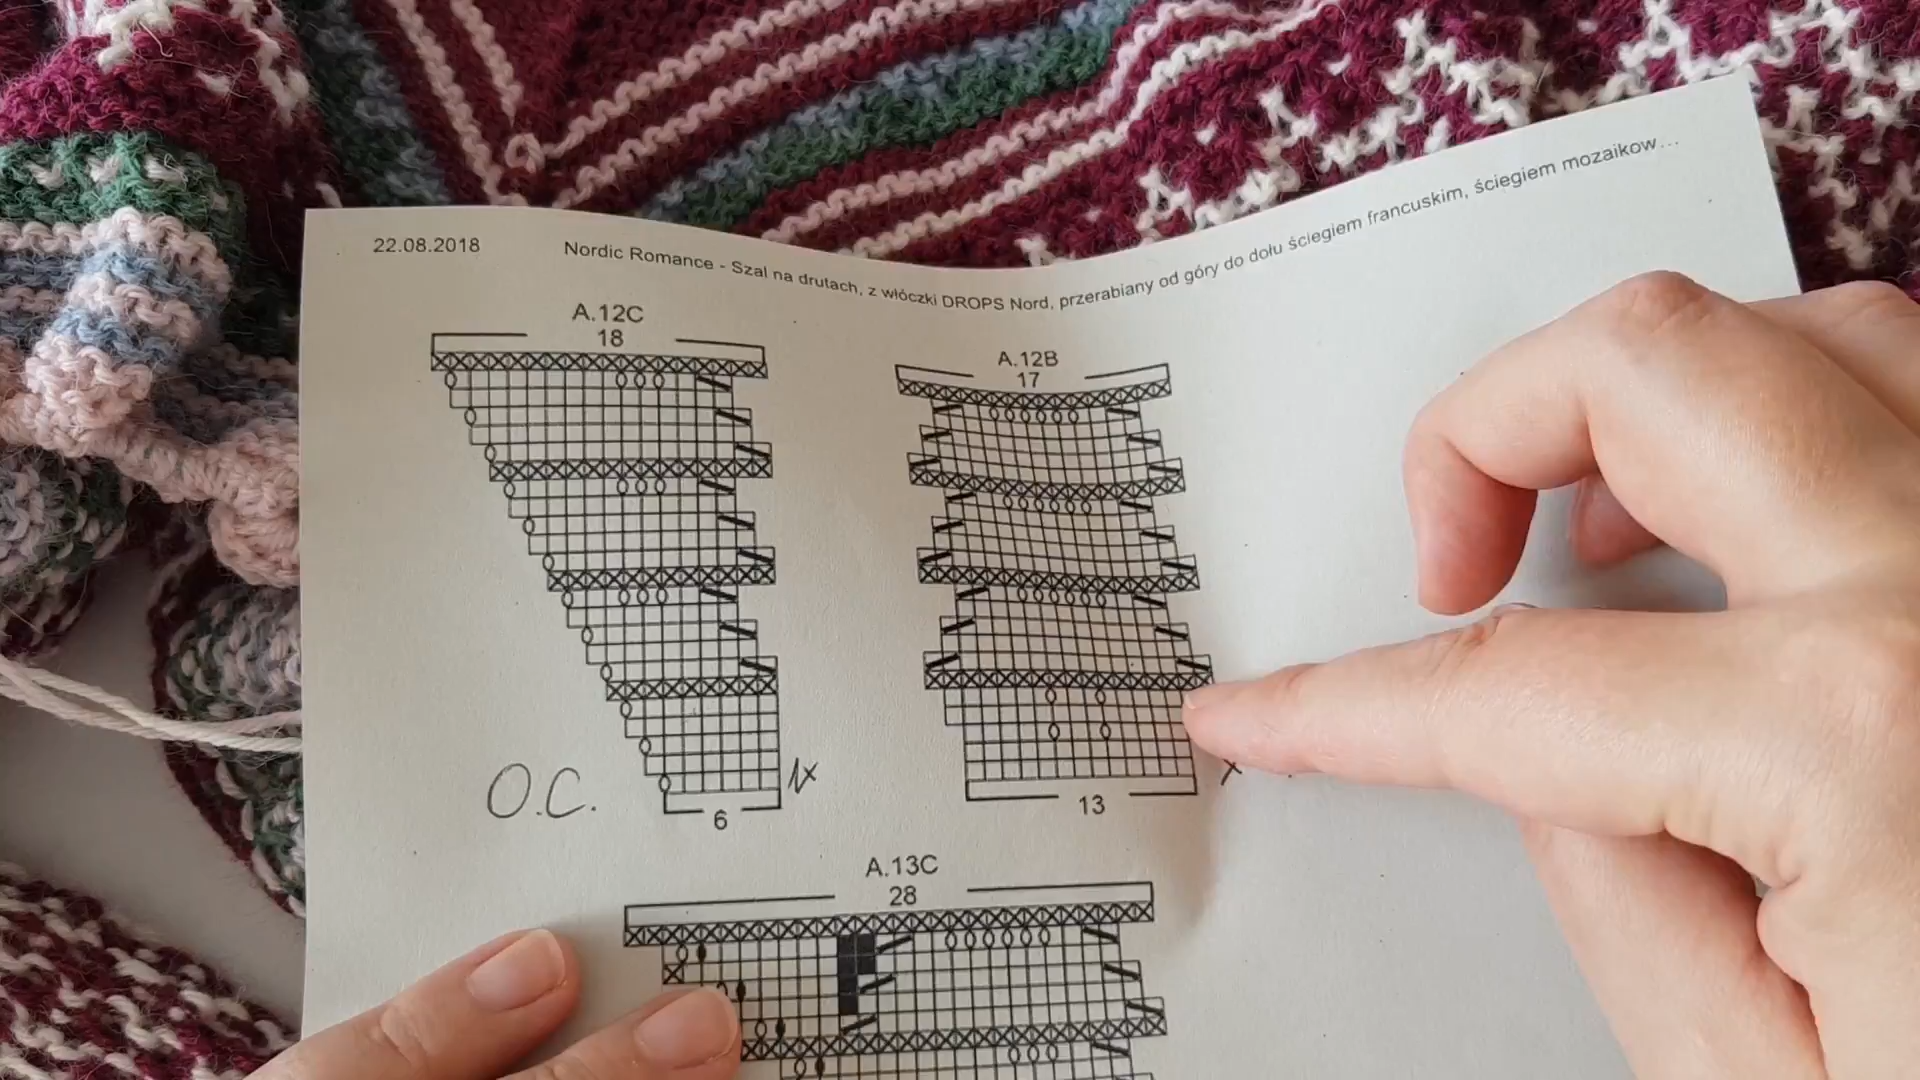 22.08.2018
Nordic Romance - Szal na drutach, z włóczki DROPS Nord, przerabiany od góry do dołu ściegiem francuskim, ściegiem mozaikow...
A.12C
18
A.12B
17
O.C.
1x
6
x
13
A.13C
28